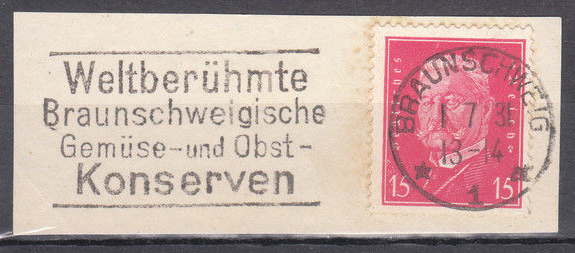 Weltberühmte
Braunschweigische
Gemüse-und Obst-
Konserven
BRAUNSCHWEIG
1 7 31
13-14
* 1 *
15 15